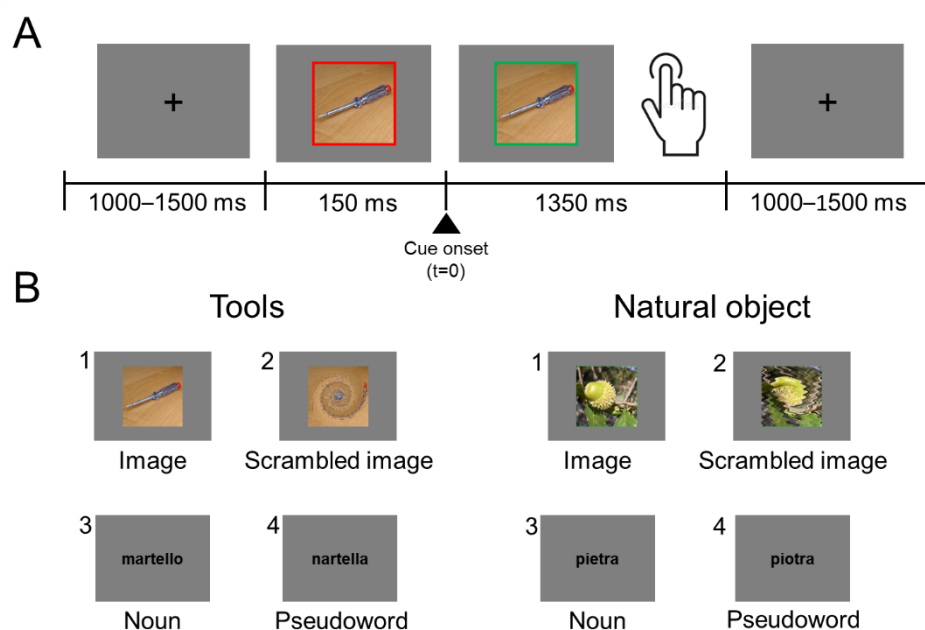 A
+
+
1000–1500 ms
150 ms
1350 ms
1000–1500 ms
Cue onset
(t=0)
B
Tools
Natural object
1
2
1
2
Image
Scrambled image
Image
Scrambled image
3
4
3
4
martello
nartella
pietra
piotra
Noun
Pseudoword
Noun
Pseudoword